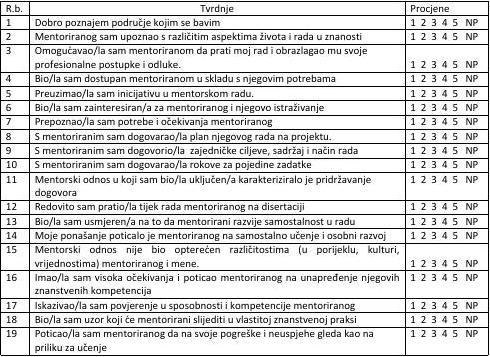 R.b. Tvrdnje Procjene
1 Dobro poznajem područje kojim se bavim 1 2 3 4 5 NP
2 Mentoriranog sam upoznao s različitim aspektima života i rada u znanosti 1 2 3 4 5 NP
3 Omogućavao/la sam mentoriranom da prati moj rad i obrazlagao mu svoje
profesionalne postupke i odluke. 1 2 3 4 5 NP
4 Bio/la sam dostupan mentoriranom u skladu s njegovim potrebama 1 2 3 4 5 NP
5 Preuzimao/la sam inicijativu u mentorskom radu. 1 2 3 4 5 NP
6 Bio/la sam zainteresiran/a za mentoriranog i njegovo istraživanje 1 2 3 4 5 NP
7 Prepoznao/la sam potrebe i očekivanja mentoriranog 1 2 3 4 5 NP
8 S mentoriranim sam dogovarao/la plan njegovog rada na projektu. 1 2 3 4 5 NP
9 S mentoriranim sam dogovorio/la zajedničke ciljeve, sadržaj i način rada 1 2 3 4 5 NP
10 S mentoriranim sam dogovarao/la rokove za pojedine zadatke 1 2 3 4 5 NP
11 Mentorski odnos u koji sam bio/la uključen/a karakteriziralo je pridržavanje 1 2 3 4 5 NP
dogovora
12 Redovito sam pratio/la tijek rada mentoriranog na disertaciji 1 2 3 4 5 NP
13 Bio/la sam usmjeren/a na to da mentorirani razvije samostalnost u radu 1 2 3 4 5 NP
14 Moje ponašanje poticalo je mentoriranog na samostalno učenje i osobni razvoj 1 2 3 4 5 NP
15 Mentorski odnos nije bio opterećen različitostima (u porijeklu, kulturi,
vrijednostima) mentoriranog i mene. 1 2 3 4 5 NP
16 Imao/la sam visoka očekivanja i poticao mentoriranog na unapređenje njegovih 1 2 3 4 5 NP
znanstvenih kompetencija
17 Iskazivao/la sam povjerenje u sposobnosti i kompetencije mentoriranog 1 2 3 4 5 NP
18 Bio/la sam uzor koji će mentorirani slijediti u vlastitoj znanstvenoj praksi 1 2 3 4 5 NP
19 Poticao/la sam mentoriranog da na svoje pogreške i neuspjehe gleda kao na 1 2 3 4 5 NP
priliku za učenje